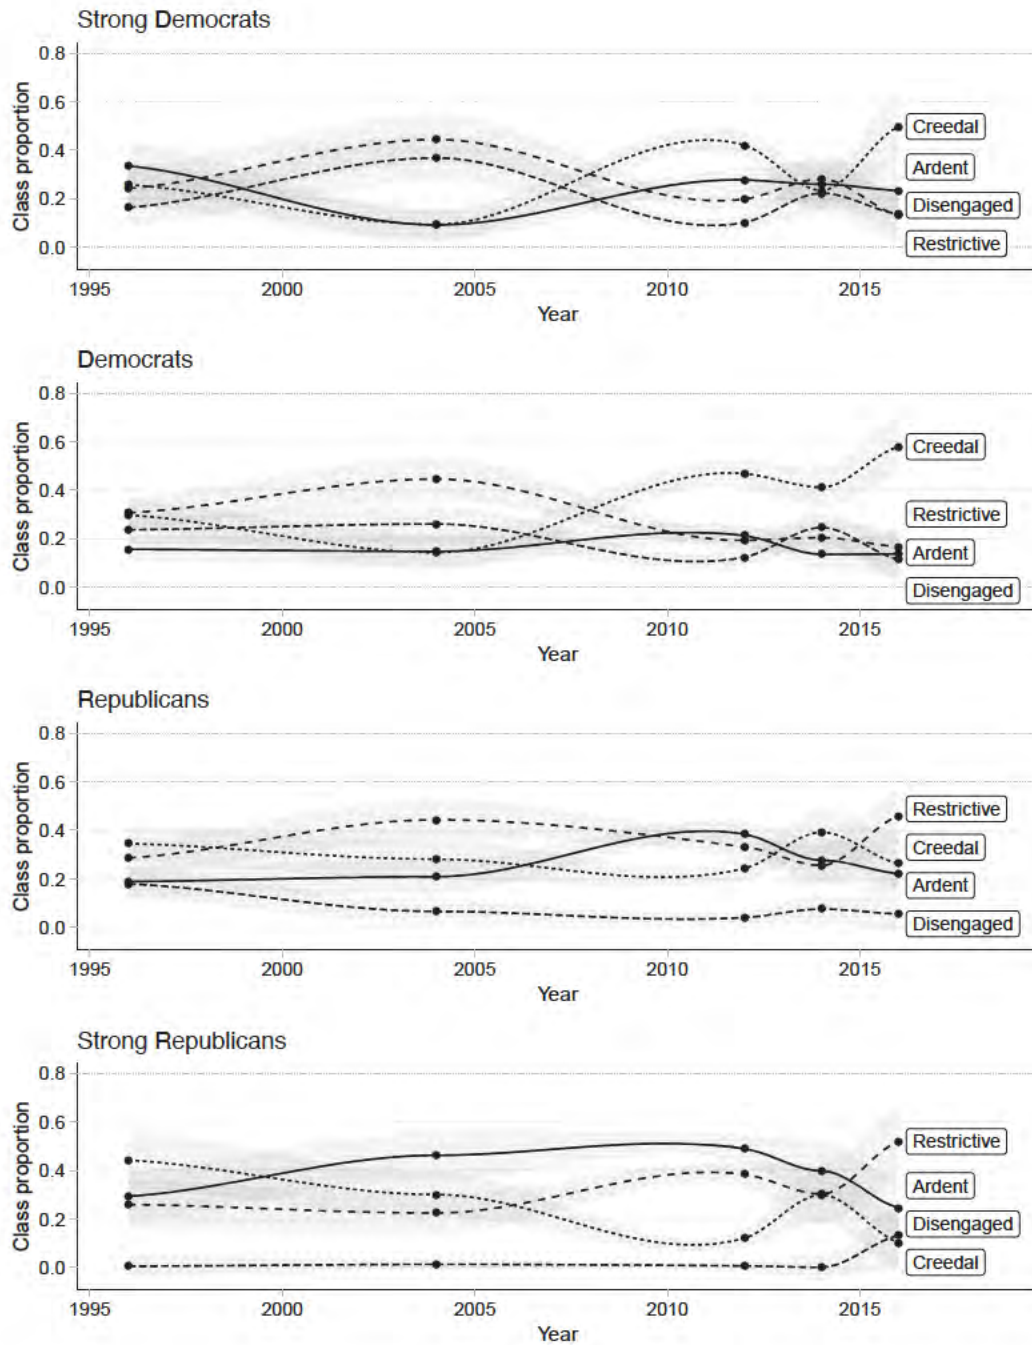 Strong Democrats
0.8
0.6
0.4
0.2
0.0
Class proportion
Creedal
Ardent
Disengaged
Restrictive
1995 2000 2005 2010 2015
Year
Democrats
0.8
0.6
0.4
0.2
0.0
Class proportion
Creedal
Restrictive
Ardent
Disengaged
1995 2000 2005 2010 2015
Year
Republicans
0.8
0.6
0.4
0.2
0.0
Class proportion
Restrictive
Creedal
Ardent
Disengaged
1995 2000 2005 2010 2015
Year
Strong Republicans
0.8
0.6
0.4
0.2
0.0
Class proportion
Restrictive
Ardent
Disengaged
Creedal
1995 2000 2005 2010 2015
Year